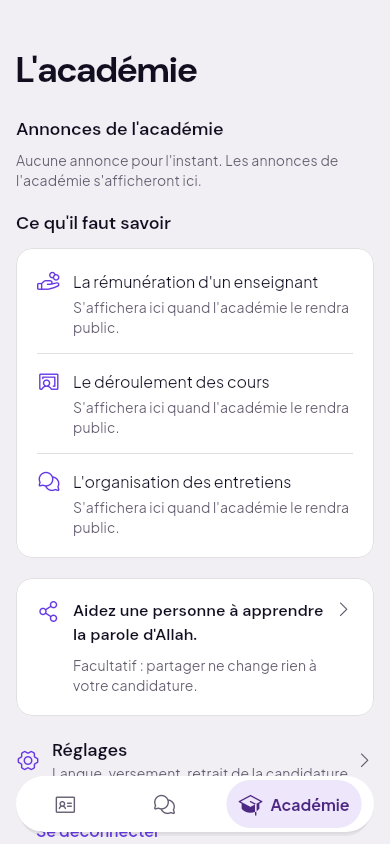 L'académie
Annonces de l'académie
Aucune annonce pour l'instant. Les annonces de
l'académie s'afficheront ici.
Ce qu'il faut savoir
La rémunération d'un enseignant
S'affichera ici quand l'académie le rendra
public.
Le déroulement des cours
S'affichera ici quand l'académie le rendra
public.
L'organisation des entretiens
S'affichera ici quand l'académie le rendra
public.
Aidez une personne à apprendre
la parole d'Allah.
Facultatif : partager ne change rien à
votre candidature.
Réglages
Langue, versement, retrait de la candidature
Académie
Se déconnecter